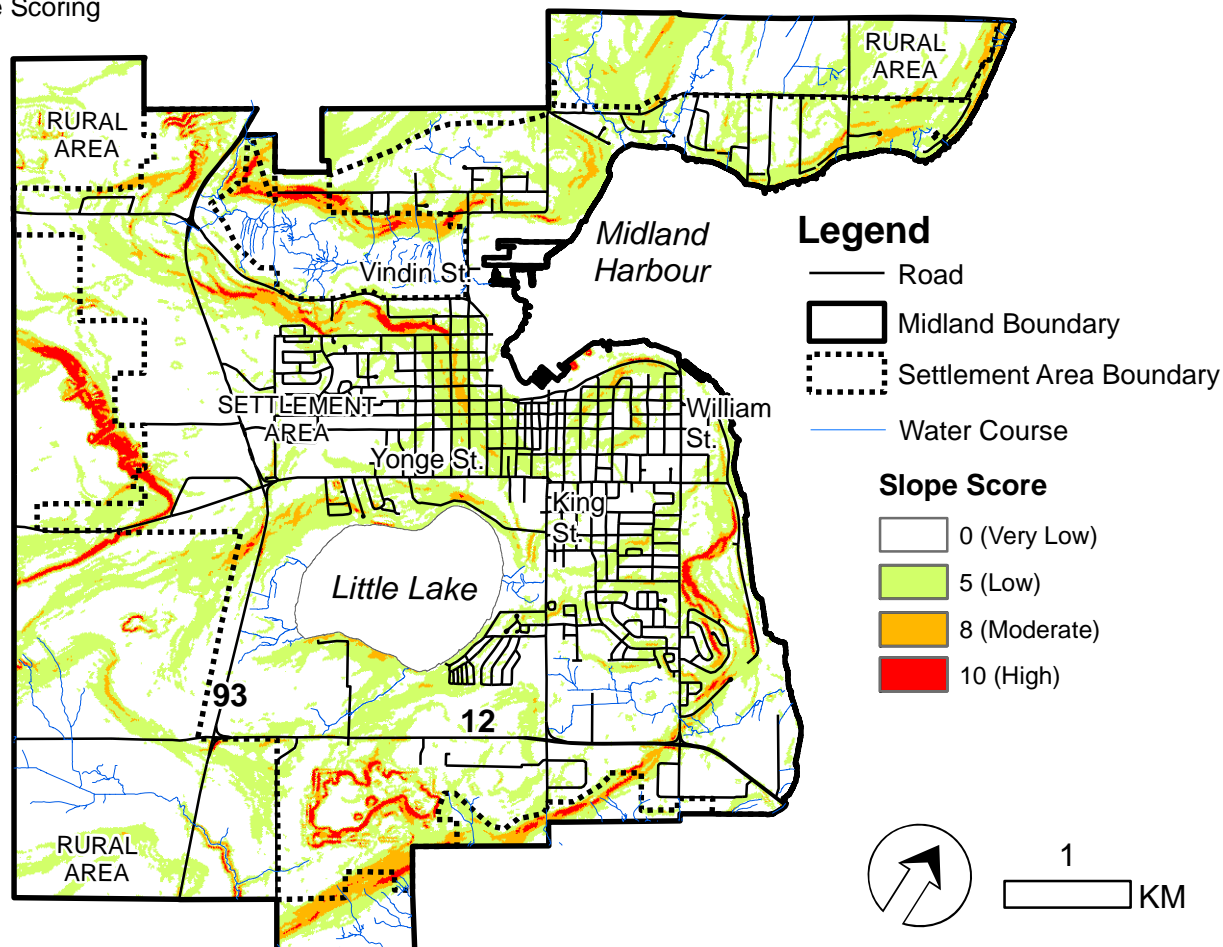 Scoring
RURAL
AREA
RURAL
AREA
Midland
Harbour
Vindin St.
SETTLEMENT
AREA
William
St.
Yonge St.
King
St.
Little Lake
93
12
RURAL
AREA
Legend
Road
Midland Boundary
Settlement Area Boundary
Water Course
Slope Score
0 (Very Low)
5 (Low)
8 (Moderate)
10 (High)
1
KM